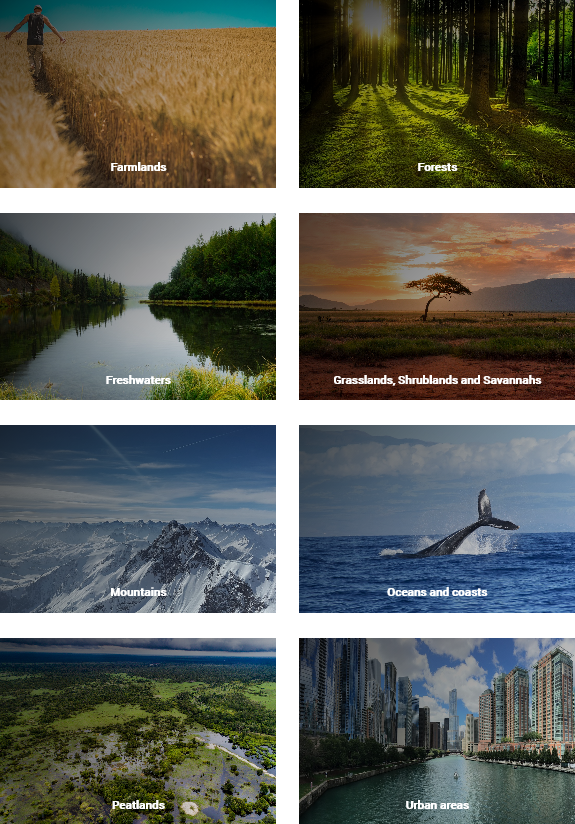 Farmlands
Forests
Freshwaters
Grasslands, Shrublands and Savannahs
Mountains
Oceans and coasts
Peatlands
Urban areas